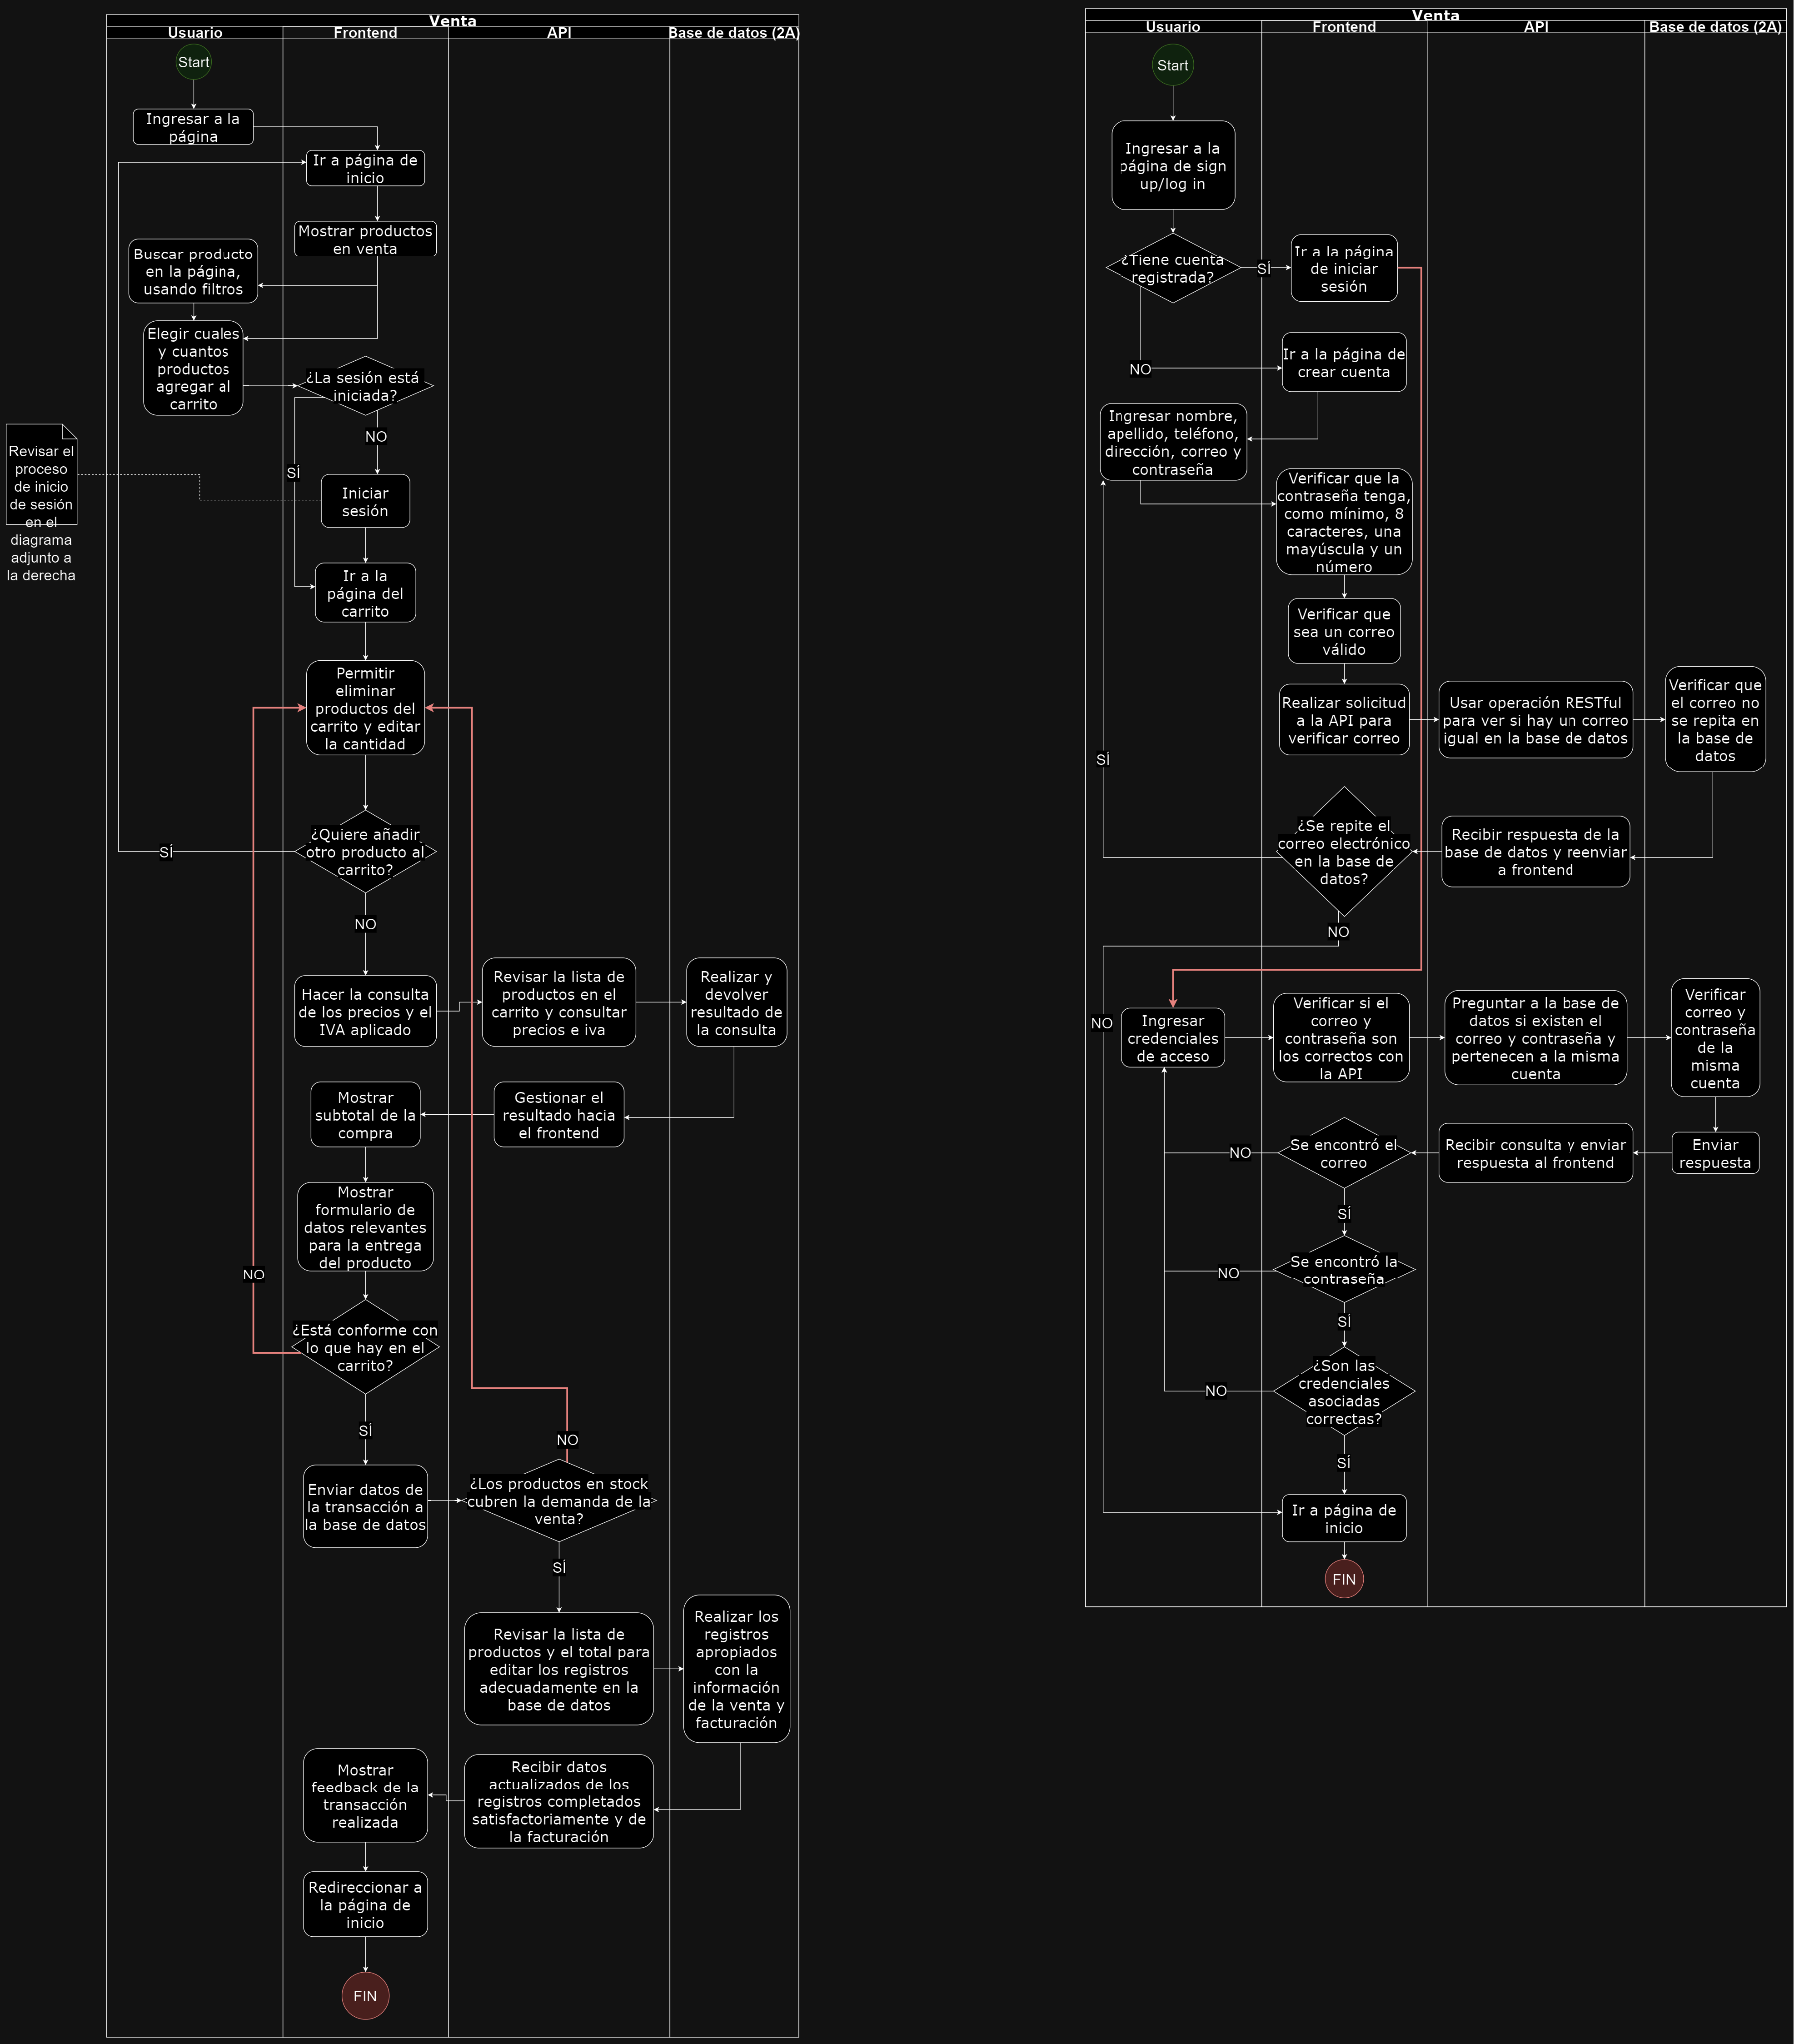 Venta
Usuario
Frontend
API
Base de datos (2A)
Start
Ingresar a la
página
Ir a página de
inicio
Mostrar productos
en venta
Buscar producto
en la página,
usando filtros
Elegir cuales
y cuantos
productos
agregar al
carrito
¿La sesión está
iniciada?
NO
SÍ
Revisar el
proceso
de inicio
de sesión
en el
diagrama
adjunto a
la derecha
Iniciar
sesión
Ir a la
página del
carrito
Permitir
eliminar
productos del
carrito y editar
la cantidad
¿Quiere añadir
otro producto al
carrito?
SÍ
NO
Hacer la consulta
de los precios y el
IVA aplicado
Revisar la lista de
productos en el
carrito y consultar
precios e iva
Realizar y
devolver
resultado de
la consulta
Mostrar
subtotal de la
compra
Gestionar el
resultado hacia
el frontend
Mostrar
formulario de
datos relevantes
para la entrega
del producto
NO
¿Está conforme con
lo que hay en el
carrito?
SÍ
NO
Enviar datos de
la transacción a
la base de datos
¿Los productos en stock
cubren la demanda de la
venta?
SÍ
Revisar la lista de
productos y el total para
editar los registros
adecuadamente en la
base de datos
Realizar los
registros
apropiados
con la
información
de la venta y
facturación
Mostrar
feedback de la
transacción
realizada
Recibir datos
actualizados de los
registros completados
satisfactoriamente y de
la facturación
Redireccionar a
la página de
inicio
FIN
Venta
Usuario
Frontend
API
Base de datos (2A)
Start
Ingresar a la
página de sign
up/log in
¿Tiene cuenta
registrada?
SÍ
Ir a la página
de iniciar
sesión
NO
Ir a la página de
crear cuenta
Ingresar nombre,
apellido, teléfono,
dirección, correo y
contraseña
Verificar que la
contraseña tenga,
como mínimo, 8
caracteres, una
mayúscula y un
número
Verificar que
sea un correo
válido
Realizar solicitud
a la API para
verificar correo
Usar operación RESTful
para ver si hay un correo
igual en la base de datos
Verificar que
el correo no
se repita en
la base de
datos
SÍ
¿Se repite el
correo electrónico
en la base de
datos?
Recibir respuesta de la
base de datos y reenviar
a frontend
NO
NO
Ingresar
credenciales
de acceso
Verificar si el
correo y
contraseña son
los correctos con
la API
Preguntar a la base de
datos si existen el
correo y contraseña y
pertenecen a la misma
cuenta
Verificar
correo y
contraseña
de la
misma
cuenta
NO
Se encontró el
correo
Recibir consulta y enviar
respuesta al frontend
Enviar
respuesta
SÍ
NO
Se encontró la
contraseña
SÍ
NO
¿Son las
credenciales
asociadas
correctas?
SÍ
Ir a página de
inicio
FIN